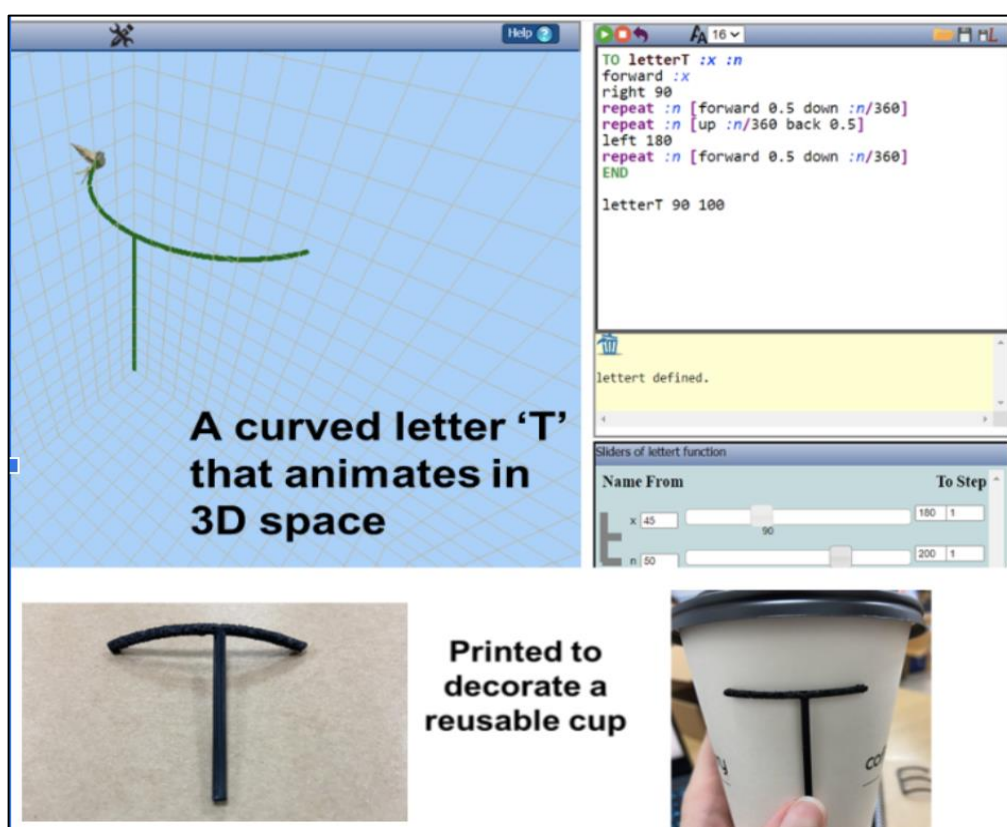 Help ?
16
TO letterT :x :n
forward :x
right 90
repeat :n [forward 0.5 down :n/360]
repeat :n [up :n/360 back 0.5]
left 180
repeat :n [forward 0.5 down :n/360]
END
letterT 90 100
lettert defined.
Sliders of lettert function
Name From To Step
x 45 90 180 1
n 50 200 1
A curved letter ‘T’
that animates in
3D space
Printed to
decorate a
reusable cup